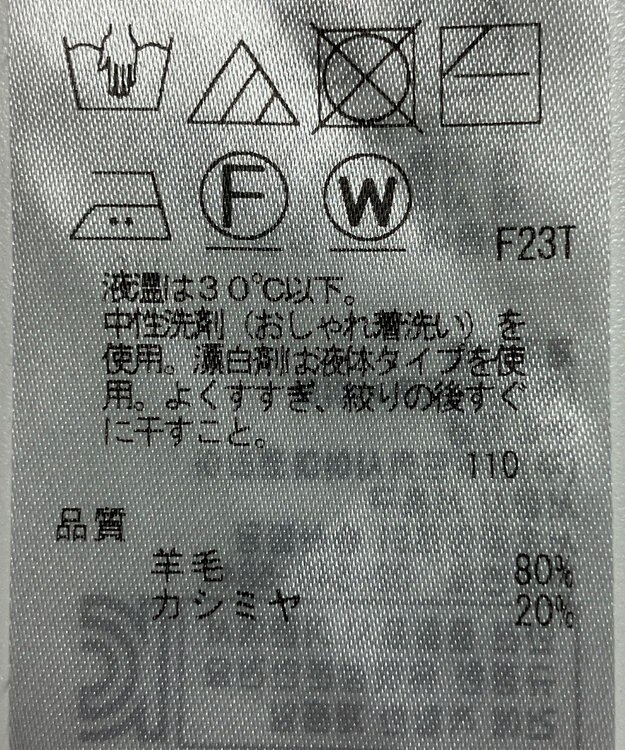 F W
F23T
液温は30℃以下。
中性洗剤（おしゃれ着洗い）を
使用。漂白剤はお液体タイプを使
用。よくすすぎ、絞りの後すぐ
に干すこと。
110
品質
羊毛 80%
カシミヤ 20%